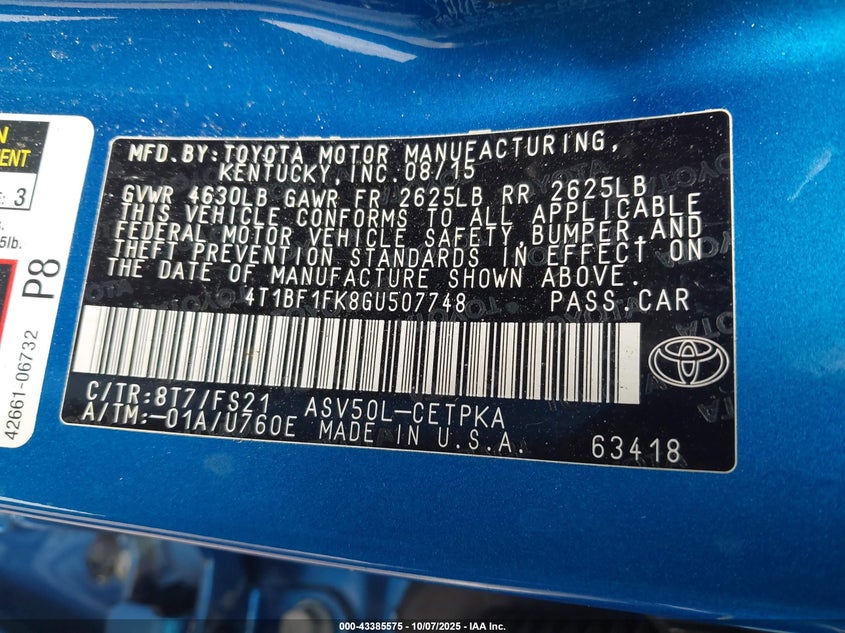 MFD.BY:TOYOTA MOTOR MANUFACTURING,
KENTUCKY, INC.08/15
GVWR 4630LB GAWR FR 2625LB RR 2625LB
THIS VEHICLE CONFORMS TO ALL APPLICABLE
FEDERAL MOTOR VEHICLE SAFETY,BUMPER,AND
THEFT PREVENTION STANDARDS IN EFFECT ON
THE DATE OF MANUFACTURE SHOWN ABOVE.
4T1BF1FK8GU507748 PASS.CAR
C/TR:8T7/FS21 ASV50L-CETPKA
A/TM:-01A/U760E MADE IN U.S.A. 63418
3
5lb.
P8
42661-06732
000-43385575 - 10/07/2025 - IAA Inc.